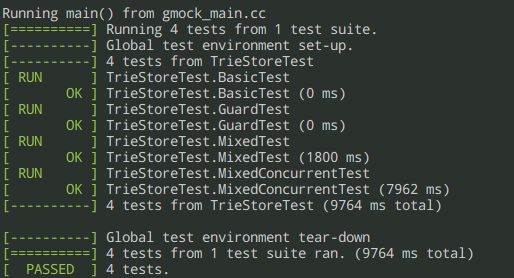 Running main() from gmock_main.cc
[==========] Running 4 tests from 1 test suite.
[----------] Global test environment set-up.
[----------] 4 tests from TrieStoreTest
[ RUN      ] TrieStoreTest.BasicTest
[       OK ] TrieStoreTest.BasicTest (0 ms)
[ RUN      ] TrieStoreTest.GuardTest
[       OK ] TrieStoreTest.GuardTest (0 ms)
[ RUN      ] TrieStoreTest.MixedTest
[       OK ] TrieStoreTest.MixedTest (1800 ms)
[ RUN      ] TrieStoreTest.MixedConcurrentTest
[       OK ] TrieStoreTest.MixedConcurrentTest (7962 ms)
[----------] 4 tests from TrieStoreTest (9764 ms total)

[----------] Global test environment tear-down
[==========] 4 tests from 1 test suite ran. (9764 ms total)
[  PASSED  ] 4 tests.